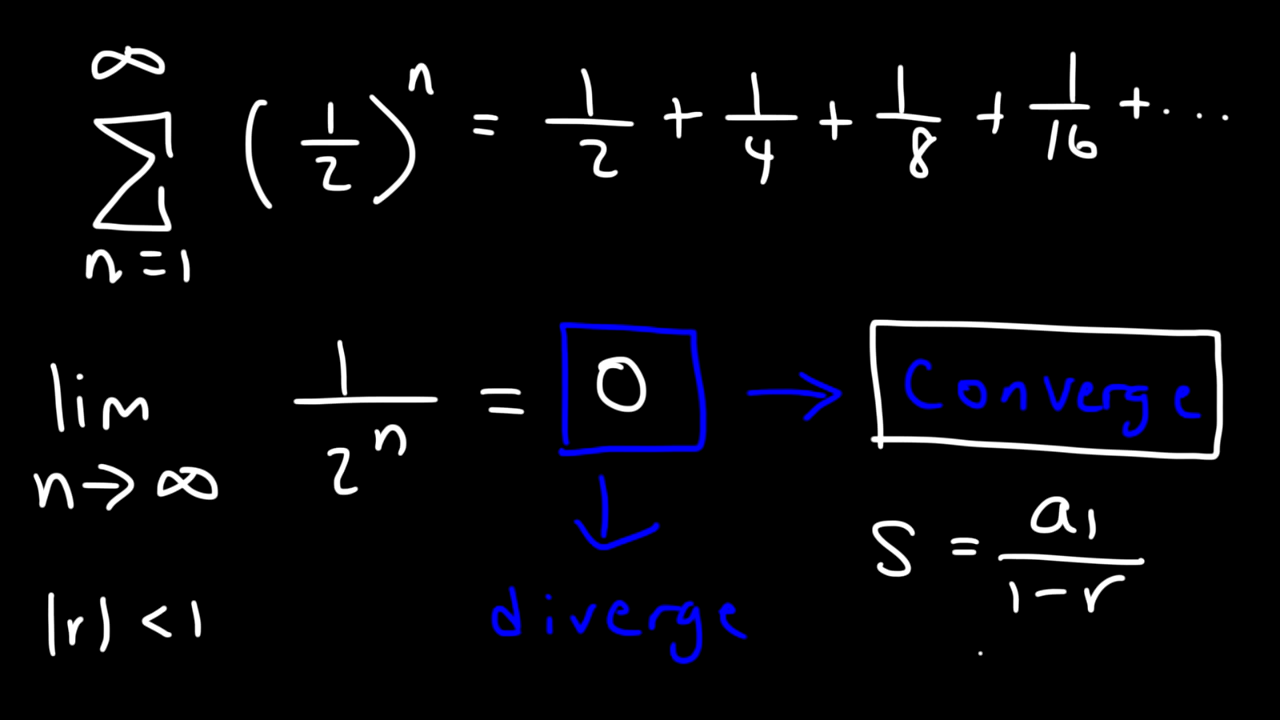 ∞
∑ (1/2)^n = 1/2 + 1/4 + 1/8 + 1/16 + ....
n=1
lim 1/2^n = 0 → Converge
n→∞
↓
S = a₁/1-r
|r| < 1
diverge